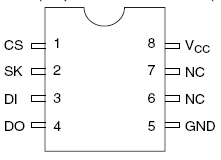 CS 1 8 VCC
SK 2 7 NC
DI 3 6 NC
DO 4 5 GND